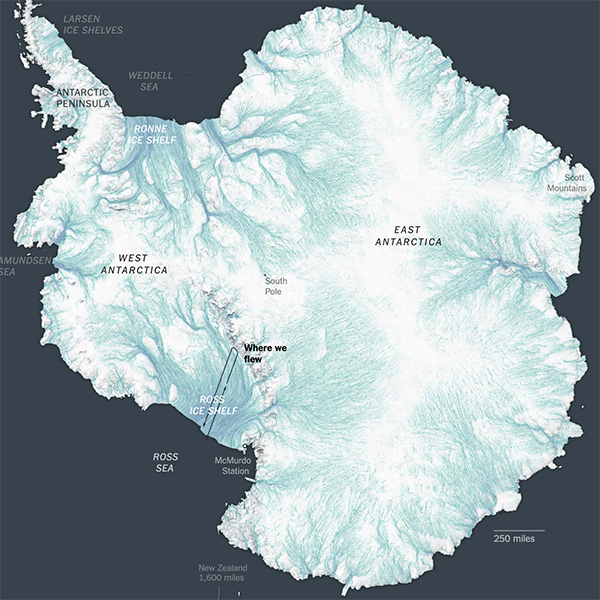 LARSEN
ICE SHELVES
WEDDELL
SEA
ANTARCTIC
PENINSULA
RONNE
ICE SHELF
Scott
Mountains
EAST
ANTARCTICA
WEST
ANTARCTICA
AMUNDSEN
SEA
South
Pole
Where we
flew
ROSS
ICE SHELF
ROSS
SEA
McMurdo
Station
250 miles
New Zealand
1,600 miles